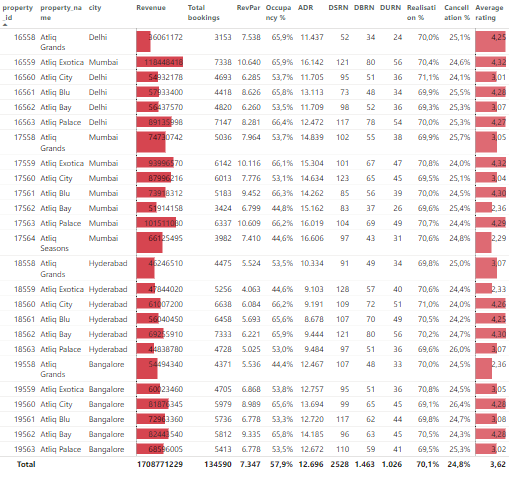 property_id property_name city Revenue Total bookings RevPar Occupancy % ADR DSRN DBRN DURN Realisation % Cancellation % Average rating
16558 Atliq Grands Delhi 36061172 3153 7.538 65,9% 11.437 52 34 24 70,0% 25,1% 4,25
16559 Atliq Exotica Mumbai 118448418 7338 10.640 65,9% 16.142 121 80 56 70,4% 24,6% 4,32
16560 Atliq City Delhi 54932178 4693 6.285 53,7% 11.705 95 51 36 71,1% 24,1% 3,01
16561 Atliq Blu Delhi 57933400 4418 8.626 65,8% 13.113 73 48 34 69,9% 25,5% 4,28
16562 Atliq Bay Delhi 56437570 4820 6.260 53,5% 11.709 98 52 36 69,3% 25,3% 3,07
16563 Atliq Palace Delhi 89135998 7147 8.281 66,4% 12.472 117 78 54 70,0% 25,3% 4,27
17558 Atliq Grands Mumbai 74730742 5036 7.964 53,7% 14.839 102 55 38 69,9% 25,7% 3,05
17559 Atliq Exotica Mumbai 93996570 6142 10.116 66,1% 15.304 101 67 47 70,8% 24,0% 4,32
17560 Atliq City Mumbai 87996216 6013 7.776 53,1% 14.634 123 65 45 69,5% 25,1% 3,04
17561 Atliq Blu Mumbai 73918312 5183 9.452 66,3% 14.262 85 56 39 70,0% 24,5% 4,30
17562 Atliq Bay Mumbai 51914158 3424 6.799 44,8% 15.162 83 37 26 69,6% 25,4% 2,36
17563 Atliq Palace Mumbai 101511080 6337 10.609 66,2% 16.019 104 69 49 70,7% 24,4% 4,29
17564 Atliq Seasons Mumbai 66125495 3982 7.410 44,6% 16.606 97 43 31 70,6% 24,8% 2,29
18558 Atliq Grands Hyderabad 46246510 4475 5.524 53,5% 10.334 91 49 34 69,8% 25,0% 3,07
18559 Atliq Exotica Hyderabad 47844020 5256 4.063 44,6% 9.103 128 57 40 70,6% 24,4% 2,33
18560 Atliq City Hyderabad 61007200 6638 6.084 66,2% 9.191 109 72 51 71,0% 24,0% 4,26
18561 Atliq Blu Hyderabad 56040450 6458 5.693 65,6% 8.678 107 70 49 70,5% 24,2% 4,25
18562 Atliq Bay Hyderabad 69255910 7333 6.221 65,9% 9.444 121 80 56 70,2% 24,7% 4,30
18563 Atliq Palace Hyderabad 44838780 4728 5.025 53,0% 9.484 97 51 36 69,6% 26,0% 3,07
19558 Atliq Grands Bangalore 54494340 4371 5.536 44,4% 12.467 107 48 33 70,0% 24,5% 2,36
19559 Atliq Exotica Bangalore 60023460 4705 6.868 53,8% 12.757 95 51 36 70,8% 24,5% 3,05
19560 Atliq City Bangalore 81876345 5979 8.989 65,6% 13.694 99 65 45 69,1% 26,4% 4,28
19561 Atliq Blu Bangalore 72963360 5736 6.778 53,3% 12.720 117 62 44 69,8% 24,7% 3,08
19562 Atliq Bay Bangalore 82443540 5812 9.335 65,8% 14.185 96 63 45 70,5% 24,3% 4,28
19563 Atliq Palace Bangalore 68596005 5413 6.778 53,5% 12.672 110 59 41 69,5% 25,3% 3,02
Total 1708771229 134590 7.347 57,9% 12.696 2528 1.463 1.026 70,1% 24,8% 3,62